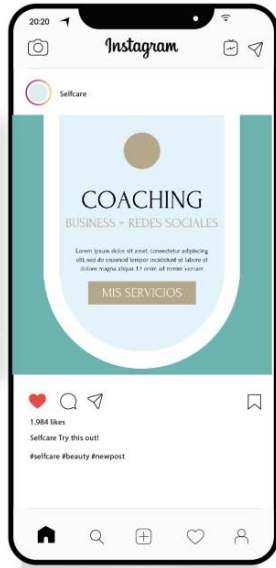 20:20
Instagram
Selfcare
COACHING
BUSINESS + REDES SOCIALES
Lorem ipsum dolor sit amet, consectetur adipiscing
elit, sed do eiusmod tempor incididunt ut labore et
dolore magna aliqua. Ut enim ad minim veniam
MIS SERVICIOS
1.984 likes
Selfcare Try this out!
#selfcare #beauty #newpost